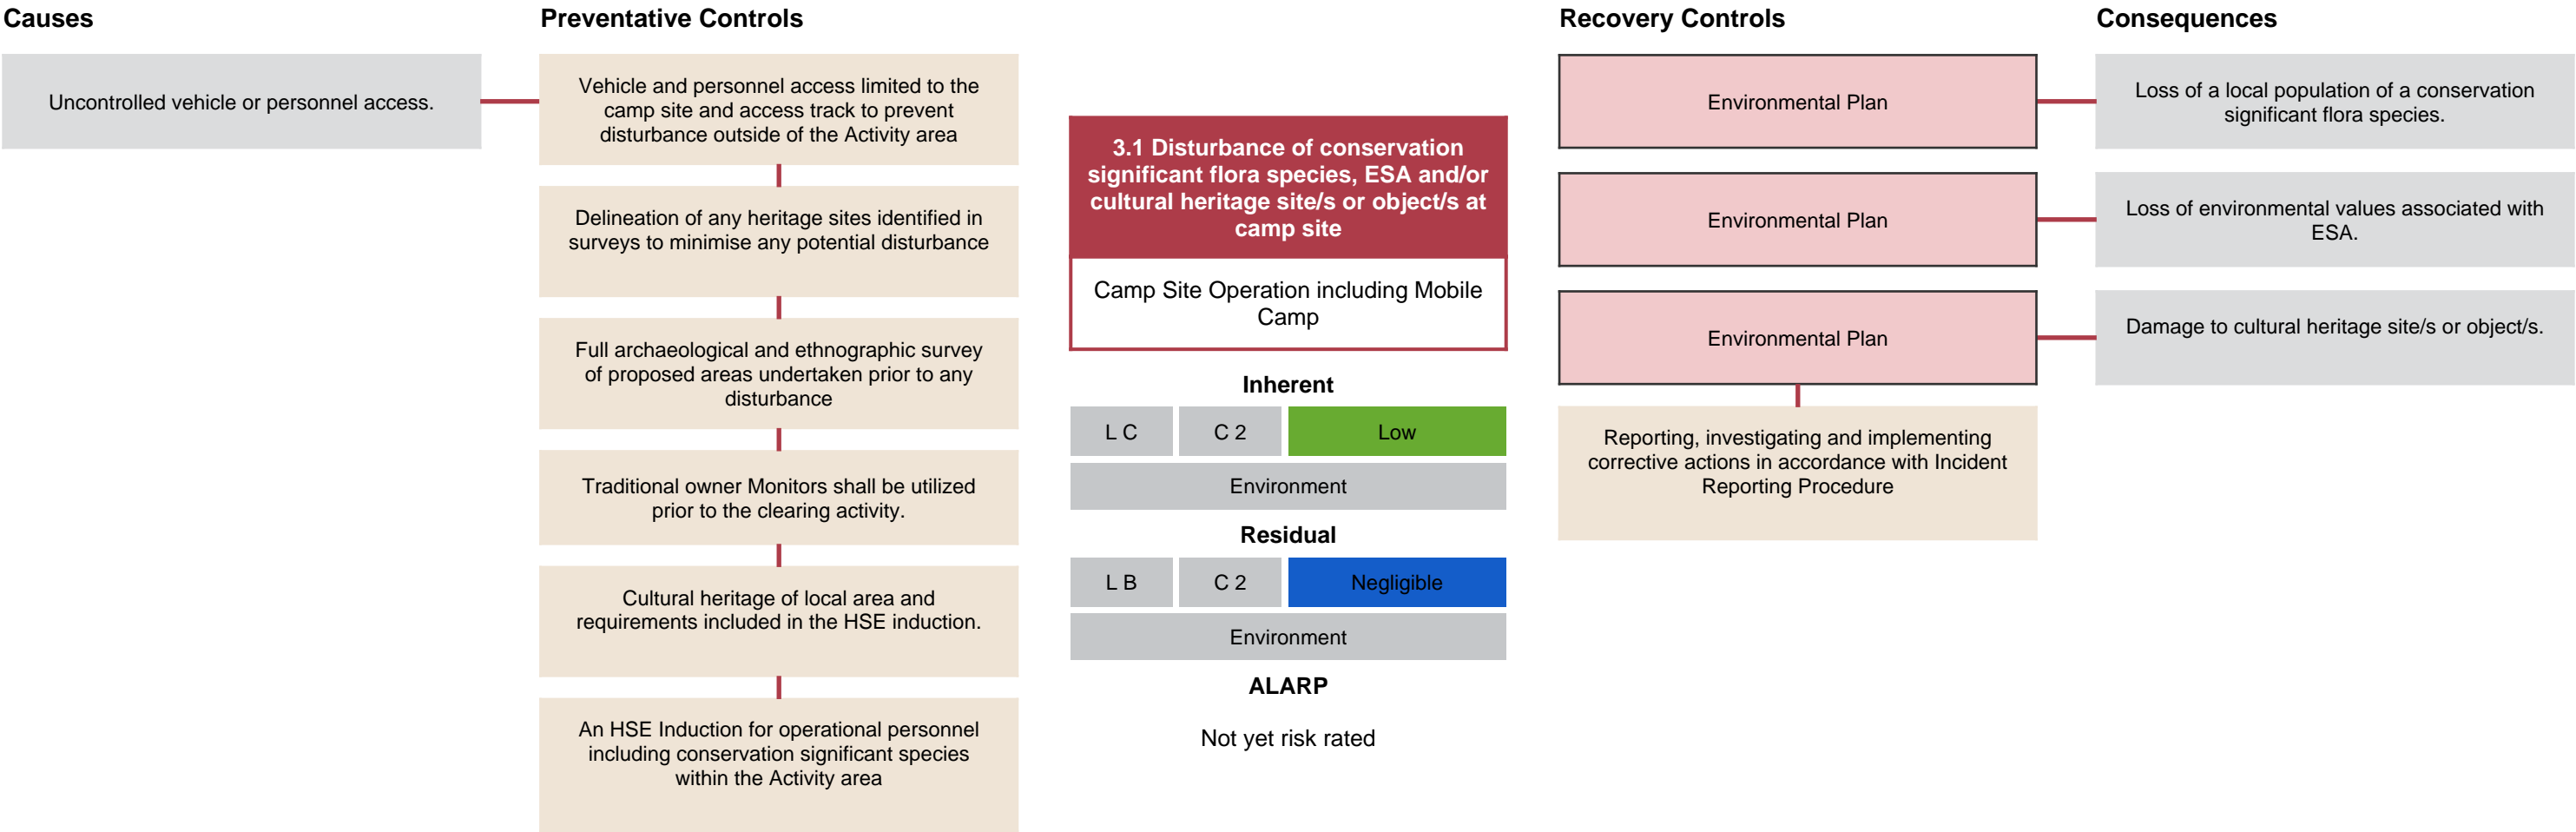 Causes
Preventative Controls
Recovery Controls
Consequences
Uncontrolled vehicle or personnel access.
Vehicle and personnel access limited to the
camp site and access track to prevent
disturbance outside of the Activity area
Delineation of any heritage sites identified in
surveys to minimise any potential disturbance
Full archaeological and ethnographic survey
of proposed areas undertaken prior to any
disturbance
Traditional owner Monitors shall be utilized
prior to the clearing activity.
Cultural heritage of local area and
requirements included in the HSE induction.
An HSE Induction for operational personnel
including conservation significant species
within the Activity area
3.1 Disturbance of conservation
significant flora species, ESA and/or
cultural heritage site/s or object/s at
camp site
Camp Site Operation including Mobile
Camp
Inherent
L C
C 2
Low
Environment
Residual
L B
C 2
Negligible
Environment
ALARP
Not yet risk rated
Environmental Plan
Loss of a local population of a conservation
significant flora species.
Environmental Plan
Loss of environmental values associated with
ESA.
Environmental Plan
Damage to cultural heritage site/s or object/s.
Reporting, investigating and implementing
corrective actions in accordance with Incident
Reporting Procedure